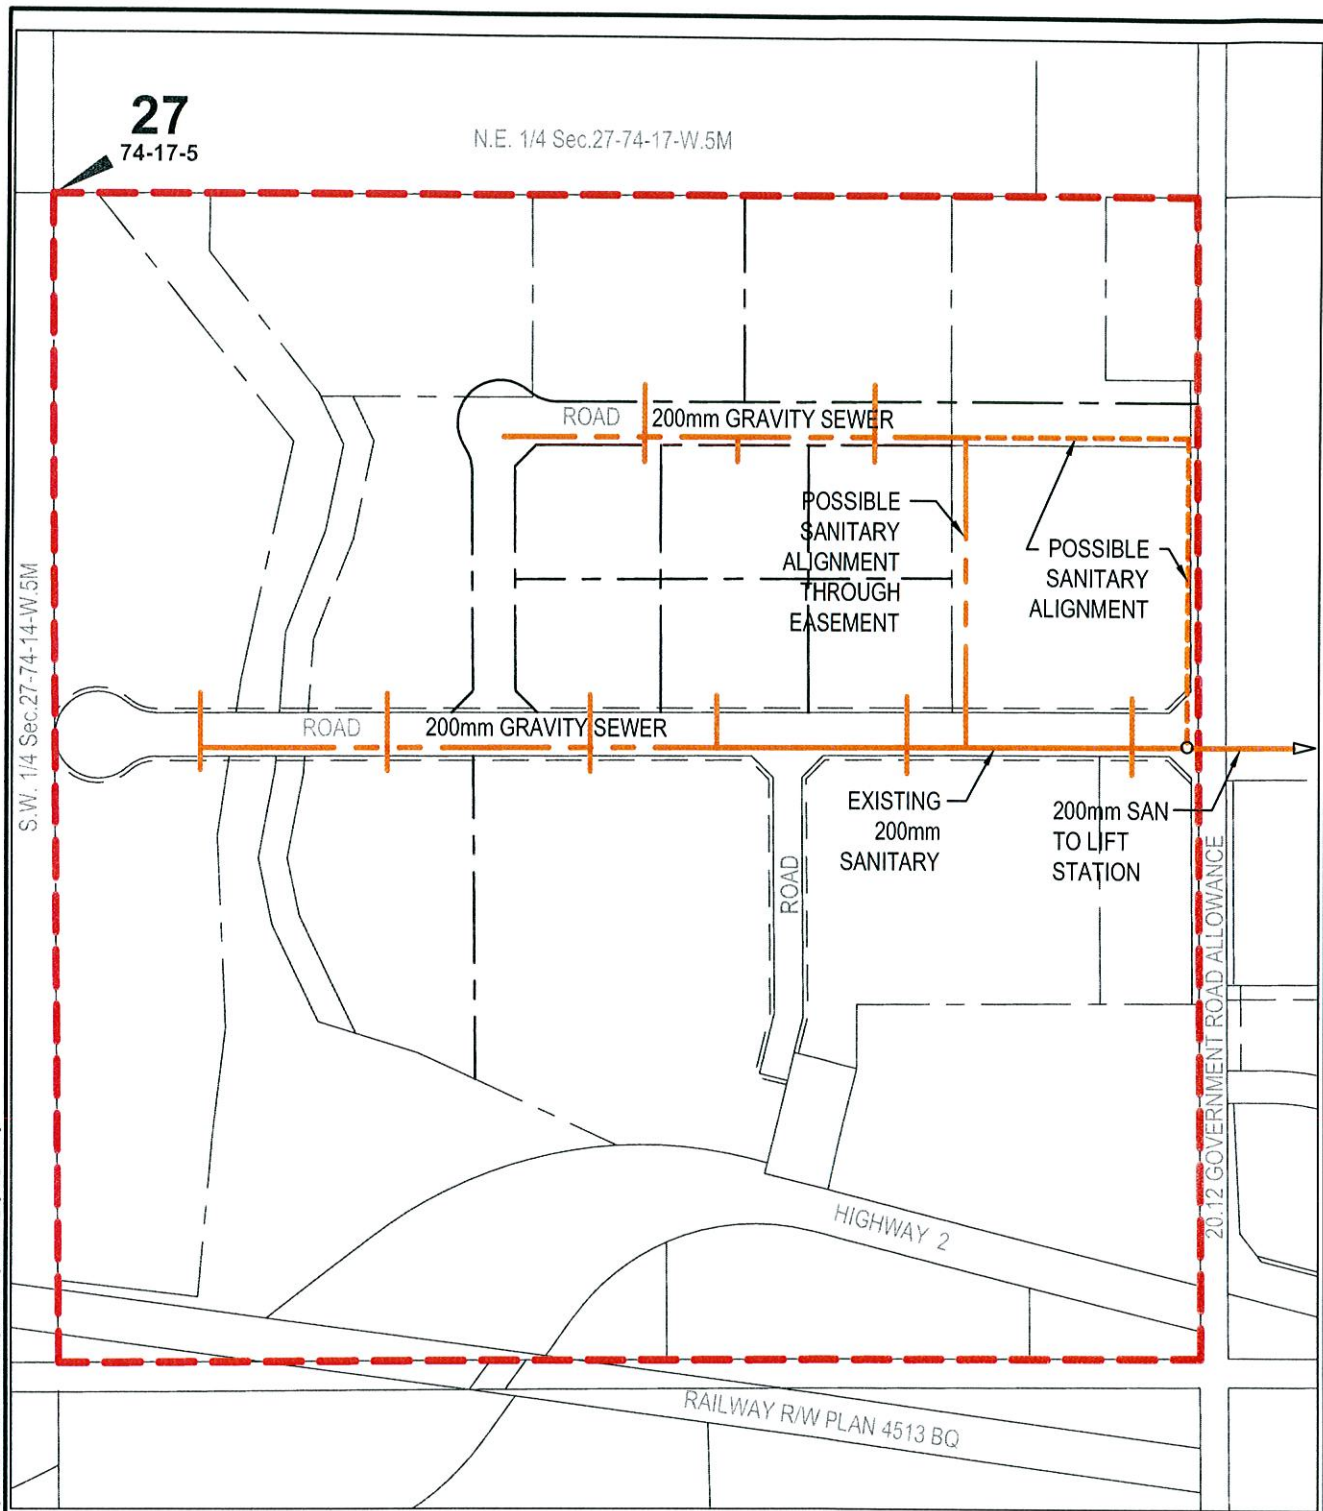 27
74-17-5
N.E. 1/4 Sec.27-74-17-W.5M
S.W. 1/4 Sec.27-74-14-W.5M
ROAD
200mm GRAVITY SEWER
POSSIBLE
SANITARY
ALIGNMENT
THROUGH
EASEMENT
POSSIBLE
SANITARY
ALIGNMENT
ROAD
200mm GRAVITY SEWER
EXISTING
200mm
SANITARY
200mm SAN
TO LIFT
STATION
ROAD
20.12 GOVERNMENT ROAD ALLOWANCE
HIGHWAY 2
RAILWAY R/W PLAN 4513 BQ